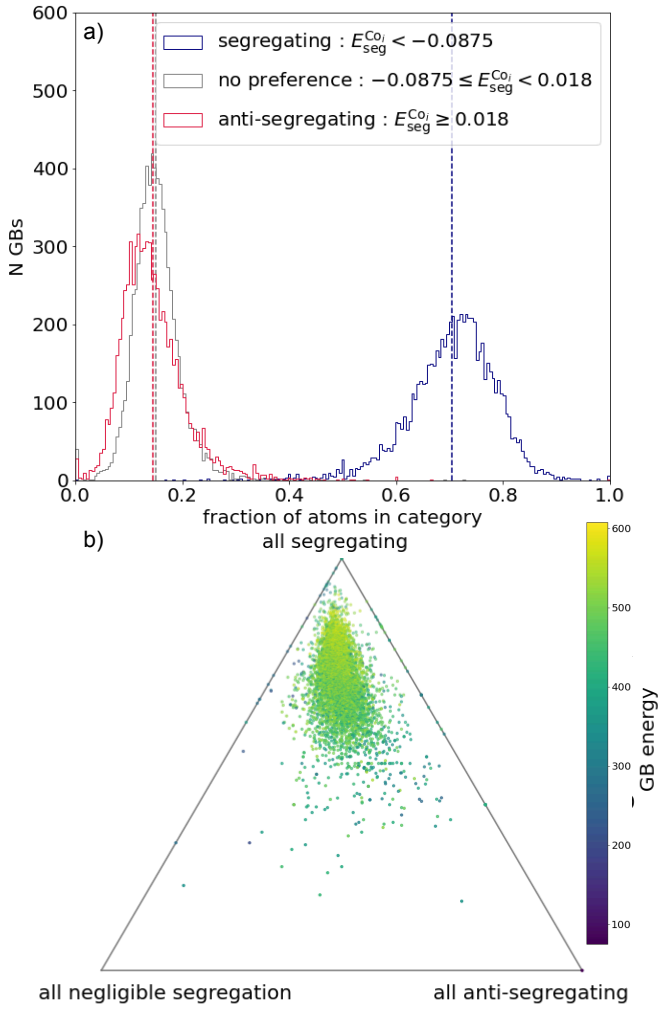 a)
segregating : E_seg^Co_i < −0.0875
no preference : −0.0875 ≤ E_seg^Co_i < 0.018
anti-segregating : E_seg^Co_i ≥ 0.018
600
500
400
300
200
100
0
N GBs
0.0 0.2 0.4 0.6 0.8 1.0
fraction of atoms in category
b)
all segregating
600
500
400
300
200
100
GB energy
all negligible segregation
all anti-segregating